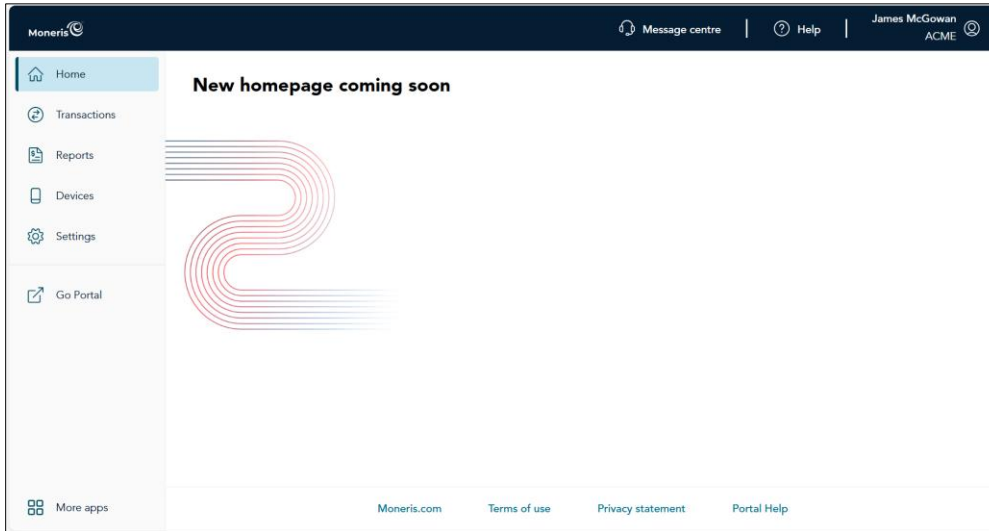 Moneris
Message centre
Help
James McGowan
ACME
Home
Transactions
Reports
Devices
Settings
Go Portal
More apps
New homepage coming soon
Moneris.com
Terms of use
Privacy statement
Portal Help